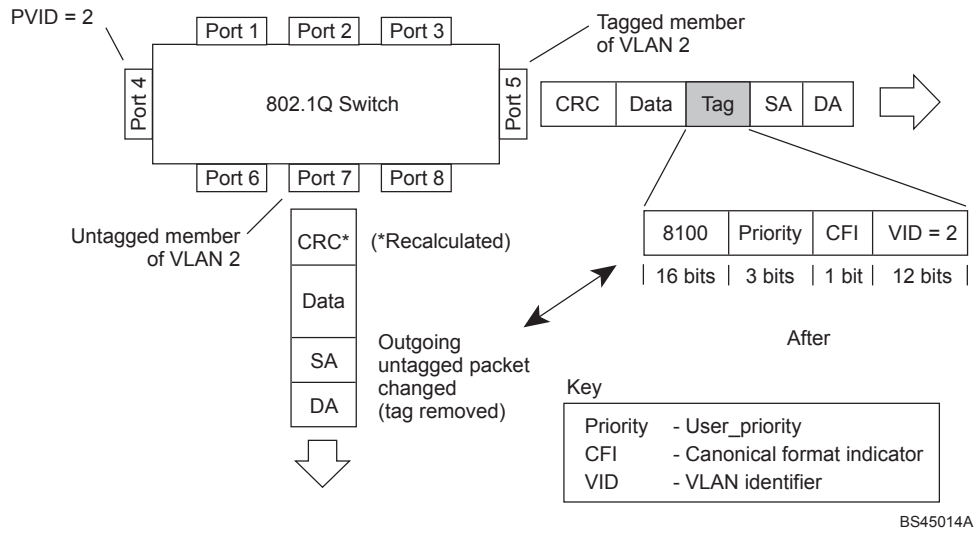 PVID = 2
Port 1
Port 2
Port 3
Tagged member
of VLAN 2
Port 4
802.1Q Switch
Port 5
CRC
Data
Tag
SA
DA
Port 6
Port 7
Port 8
Untagged member
of VLAN 2
CRC*
(*Recalculated)
Data
SA
DA
Outgoing
untagged packet
changed
(tag removed)
8100
Priority
CFI
VID = 2
16 bits
3 bits
1 bit
12 bits
After
Key
Priority - User_priority
CFI - Canonical format indicator
VID - VLAN identifier
BS45014A